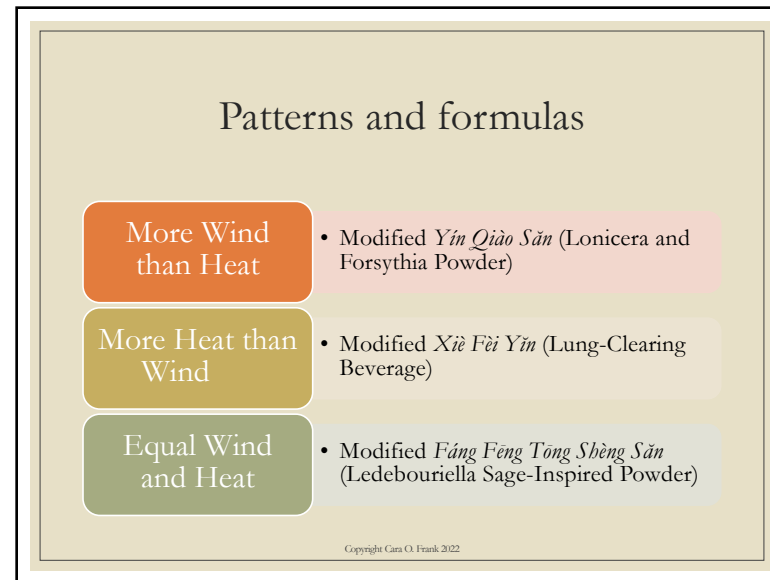 Patterns and formulas
More Wind
than Heat
• Modified Yín Qiào Sǎn (Lonicera and
Forsythia Powder)
More Heat than
Wind
• Modified Xiè Fèi Yǐn (Lung-Clearing
Beverage)
Equal Wind
and Heat
• Modified Fáng Fēng Tōng Shèng Sǎn
(Ledebouriella Sage-Inspired Powder)
Copyright Cara O. Frank 2022